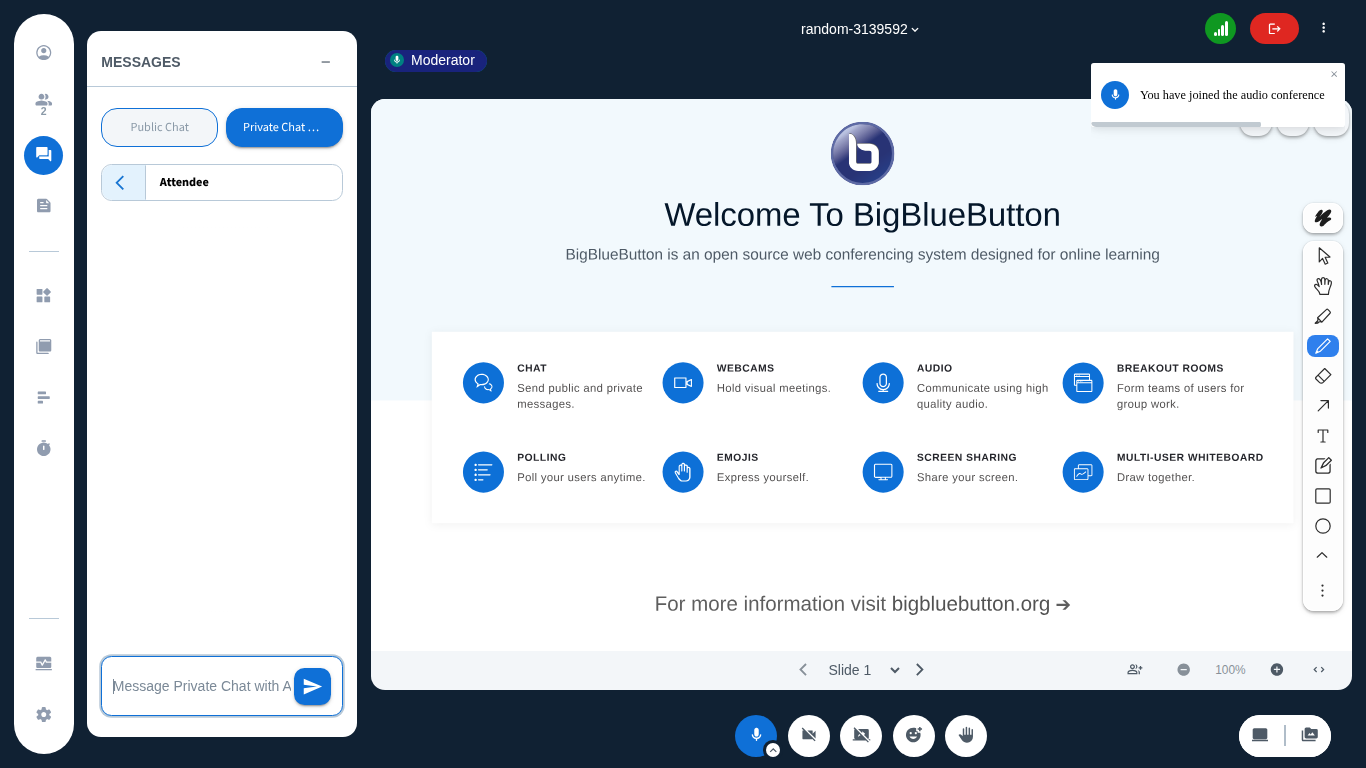 random-3139592
Moderator
MESSAGES
2
Public Chat
Private Chat ...
Attendee
Message Private Chat with A
You have joined the audio conference
Welcome To BigBlueButton
BigBlueButton is an open source web conferencing system designed for online learning
CHAT
Send public and private
messages.
WEBCAMS
Hold visual meetings.
AUDIO
Communicate using high
quality audio.
BREAKOUT ROOMS
Form teams of users for
group work.
POLLING
Poll your users anytime.
EMOJIS
Express yourself.
SCREEN SHARING
Share your screen.
MULTI-USER WHITEBOARD
Draw together.
For more information visit bigbluebutton.org ➔
Slide 1
100%